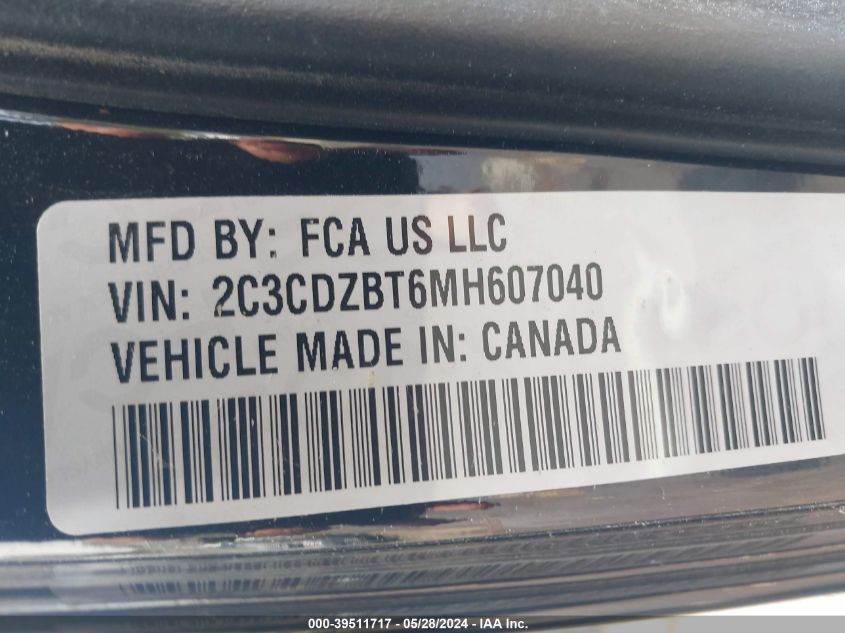 MFD BY: FCA US LLC
VIN: 2C3CDZBT6MH607040
VEHICLE MADE IN: CANADA
000-39511717 - 05/28/2024 - IAA Inc.